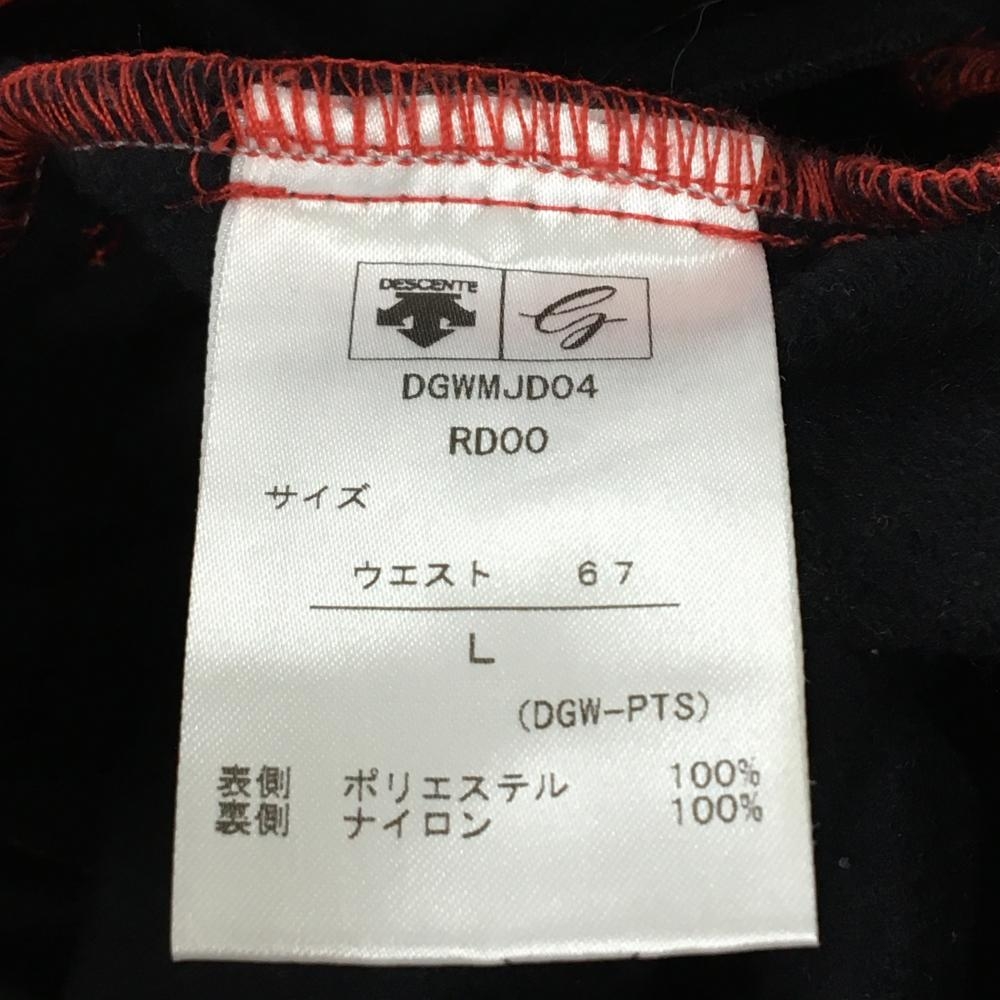 DESCENTE G
DGWMJD04
RD00
サイズ
ウエスト 67
L
(DGW-PTS)
表側 ポリエステル 100%
裏側 ナイロン 100%